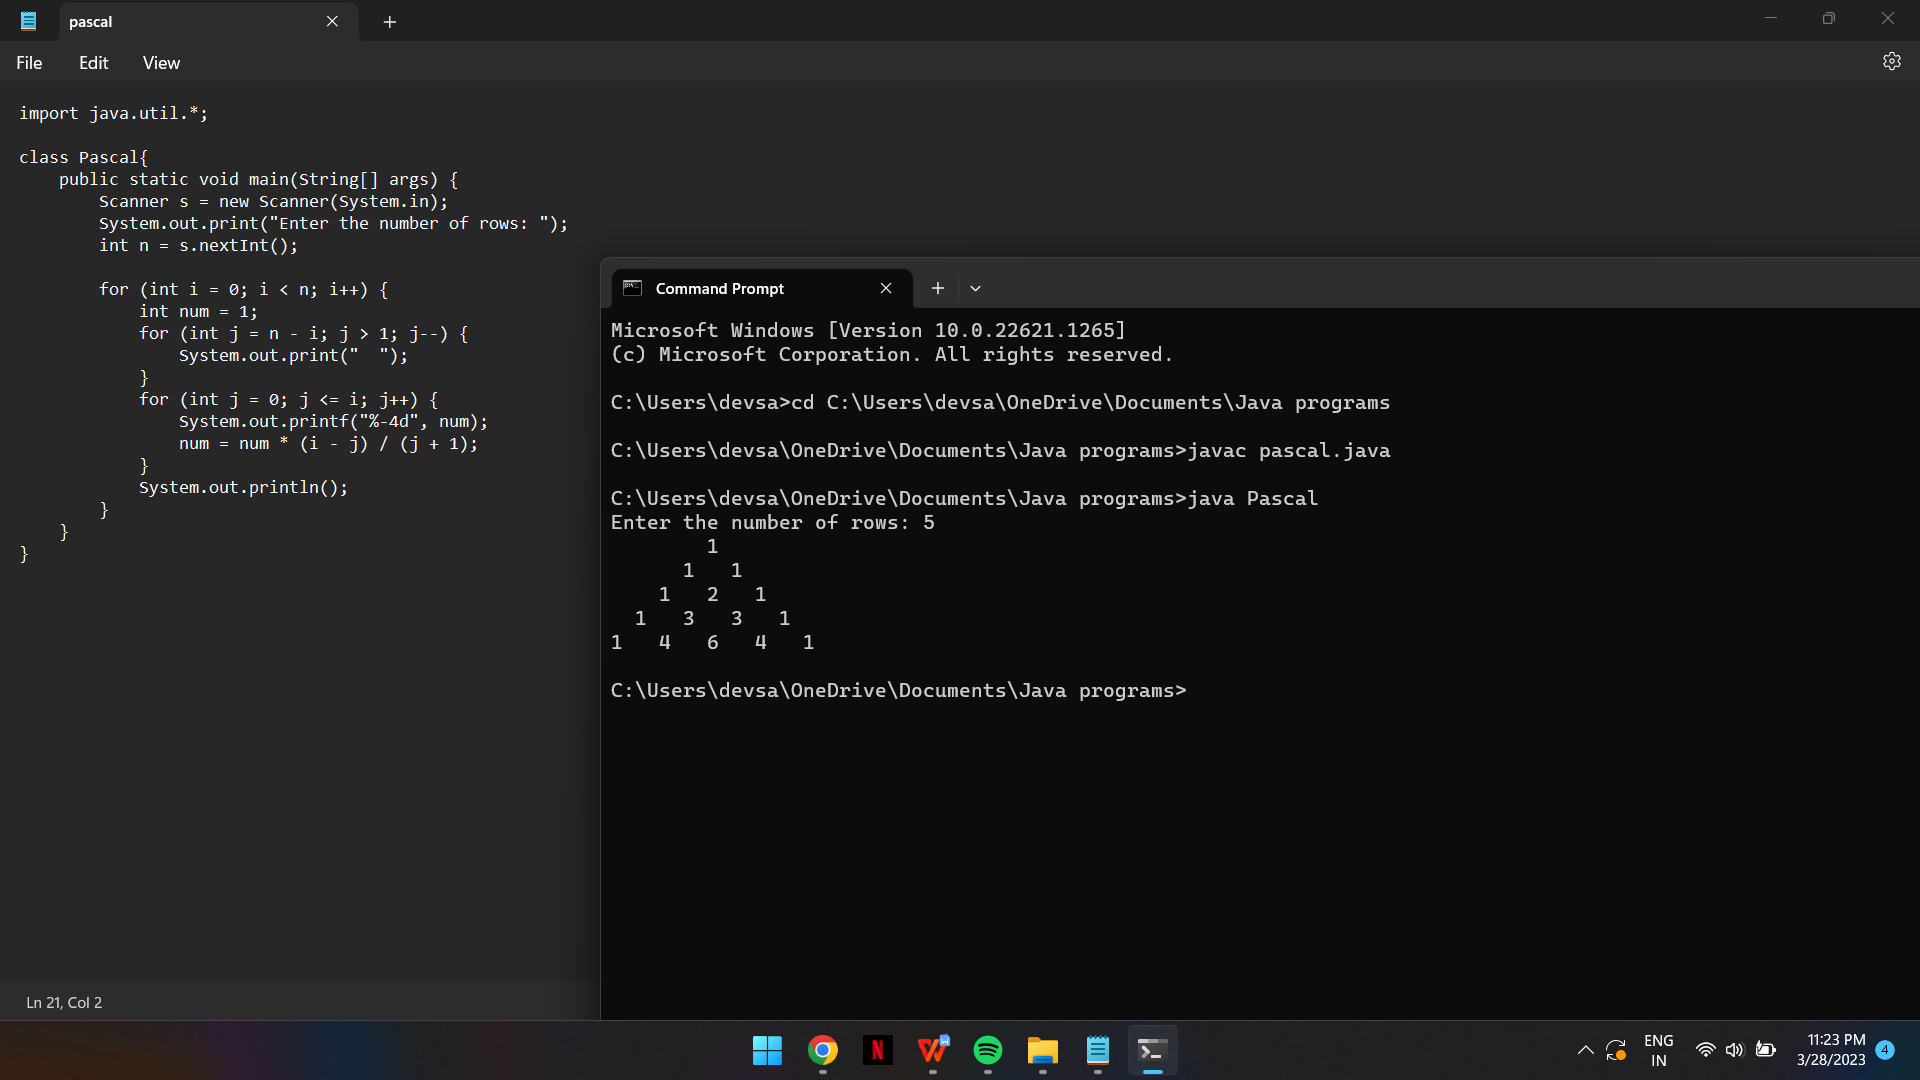 pascal
File Edit View
import java.util.*;
class Pascal{
    public static void main(String[] args) {
        Scanner s = new Scanner(System.in);
        System.out.print("Enter the number of rows: ");
        int n = s.nextInt();
        for (int i = 0; i < n; i++) {
            int num = 1;
            for (int j = n - i; j > 1; j--) {
                System.out.print("  ");
            }
            for (int j = 0; j <= i; j++) {
                System.out.printf("%-4d", num);
                num = num * (i - j) / (j + 1);
            }
            System.out.println();
        }
    }
}
Ln 21, Col 2
Command Prompt
Microsoft Windows [Version 10.0.22621.1265]
(c) Microsoft Corporation. All rights reserved.
C:\Users\devsa>cd C:\Users\devsa\OneDrive\Documents\Java programs
C:\Users\devsa\OneDrive\Documents\Java programs>javac pascal.java
C:\Users\devsa\OneDrive\Documents\Java programs>java Pascal
Enter the number of rows: 5
        1
      1   1
    1   2   1
  1   3   3   1
1   4   6   4   1
C:\Users\devsa\OneDrive\Documents\Java programs>
N
W
ENG
IN
11:23 PM
3/28/2023
4